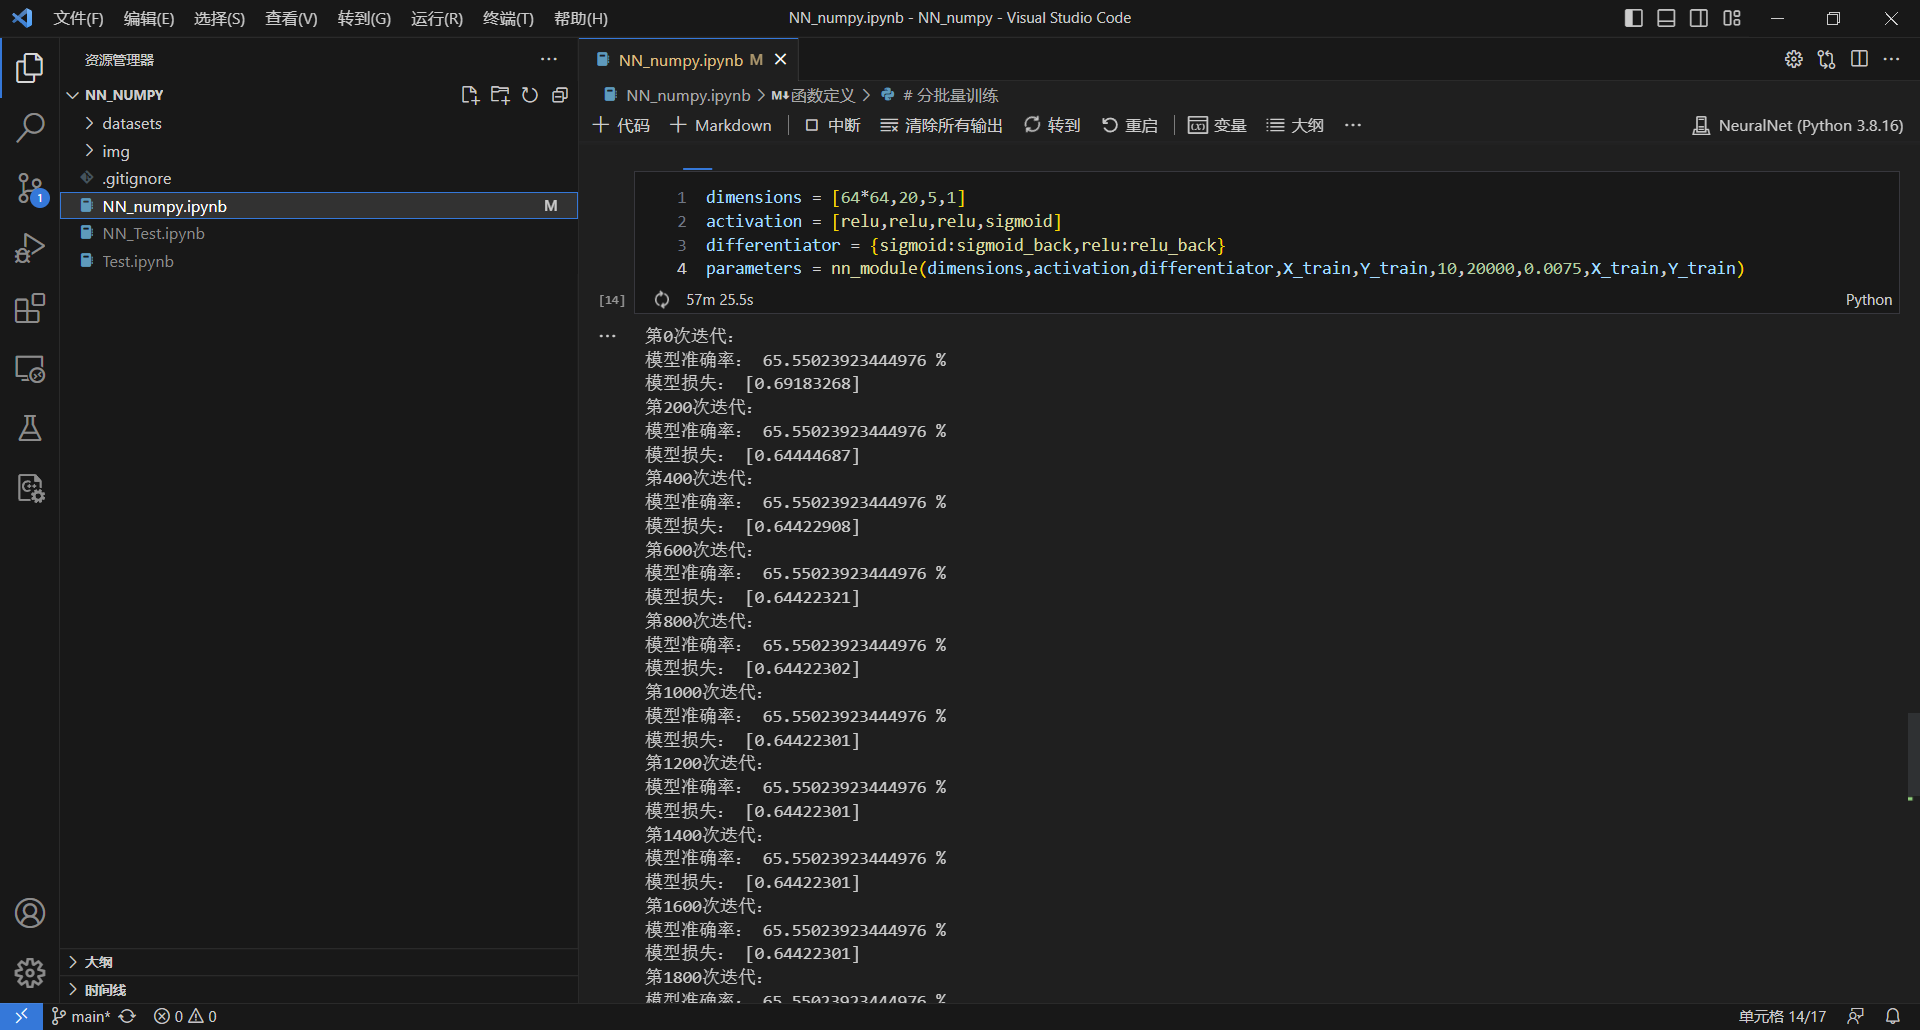 文件(F) 编辑(E) 选择(S) 查看(V) 转到(G) 运行(R) 终端(T) 帮助(H) NN_numpy.ipynb - NN_numpy - Visual Studio Code
资源管理器
NN_NUMPY
datasets
img
.gitignore
NN_numpy.ipynb M
NN_Test.ipynb
Test.ipynb
大纲
时间线
1
NN_numpy.ipynb M
NN_numpy.ipynb > M↓函数定义 > # 分批量训练
代码 Markdown 中断 清除所有输出 转到 重启 变量 大纲 NeuralNet (Python 3.8.16)
1 dimensions = [64*64,20,5,1]
2 activation = [relu,relu,relu,sigmoid]
3 differentiator = {sigmoid:sigmoid_back,relu:relu_back}
4 parameters = nn_module(dimensions,activation,differentiator,X_train,Y_train,10,20000,0.0075,X_train,Y_train)
[14] 57m 25.5s Python
第0次迭代：
模型准确率： 65.55023923444976 %
模型损失： [0.69183268]
第200次迭代：
模型准确率： 65.55023923444976 %
模型损失： [0.64444687]
第400次迭代：
模型准确率： 65.55023923444976 %
模型损失： [0.64422908]
第600次迭代：
模型准确率： 65.55023923444976 %
模型损失： [0.64422321]
第800次迭代：
模型准确率： 65.55023923444976 %
模型损失： [0.64422302]
第1000次迭代：
模型准确率： 65.55023923444976 %
模型损失： [0.64422301]
第1200次迭代：
模型准确率： 65.55023923444976 %
模型损失： [0.64422301]
第1400次迭代：
模型准确率： 65.55023923444976 %
模型损失： [0.64422301]
第1600次迭代：
模型准确率： 65.55023923444976 %
模型损失： [0.64422301]
第1800次迭代：
模型准确率： 65.55023923444976 %
main* 0 0 单元格 14/17